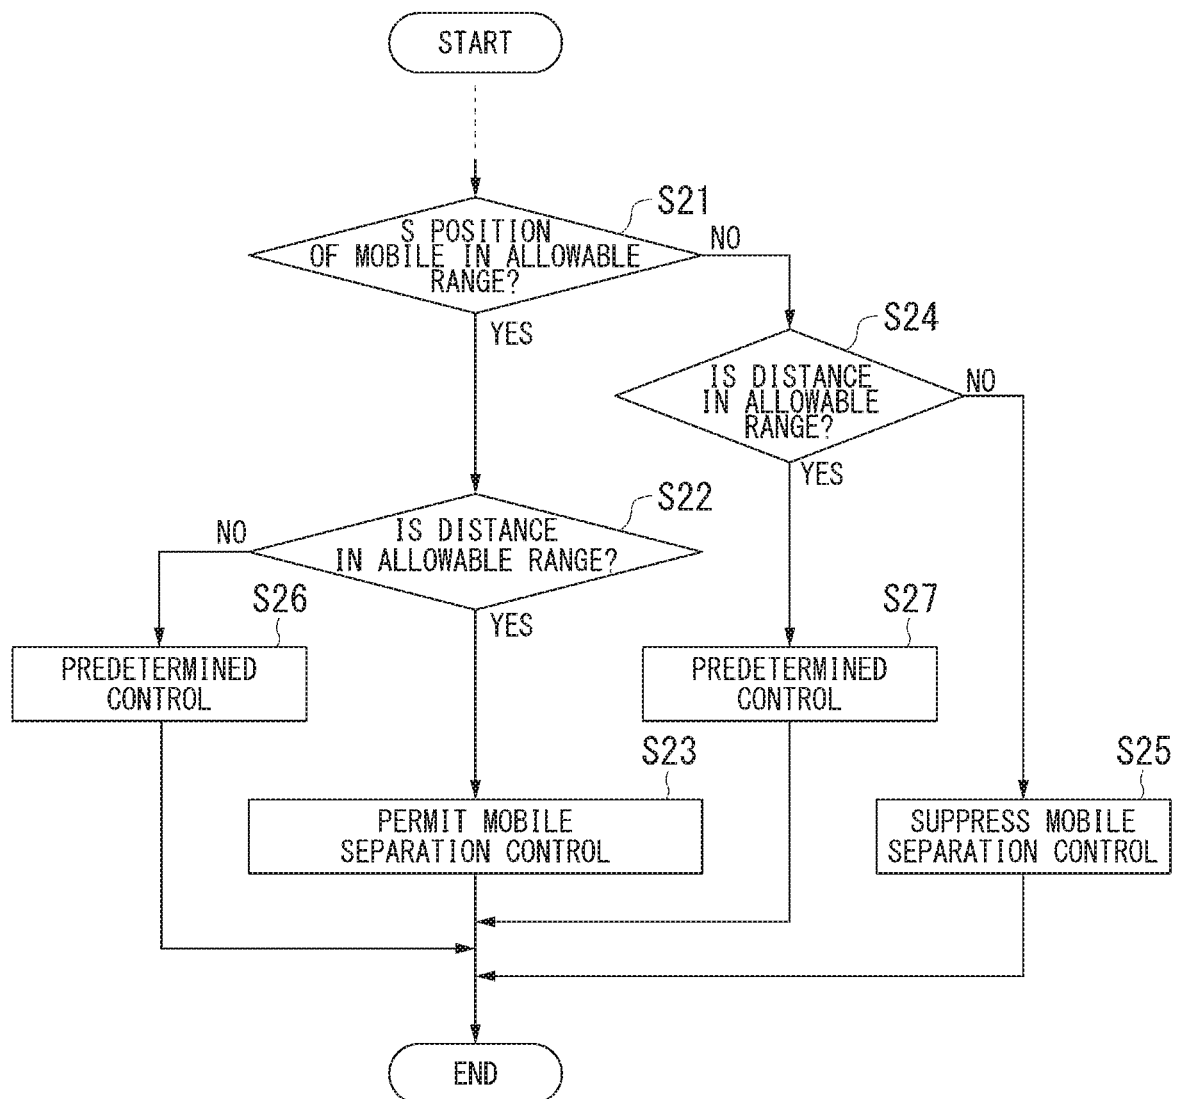 START
S21
S POSITION
OF MOBILE IN ALLOWABLE
RANGE?
NO
YES
S24
IS DISTANCE
IN ALLOWABLE
RANGE?
NO
YES
S22
IS DISTANCE
IN ALLOWABLE RANGE?
NO
YES
S26
PREDETERMINED
CONTROL
S27
PREDETERMINED
CONTROL
S23
PERMIT MOBILE
SEPARATION CONTROL
S25
SUPPRESS MOBILE
SEPARATION CONTROL
END